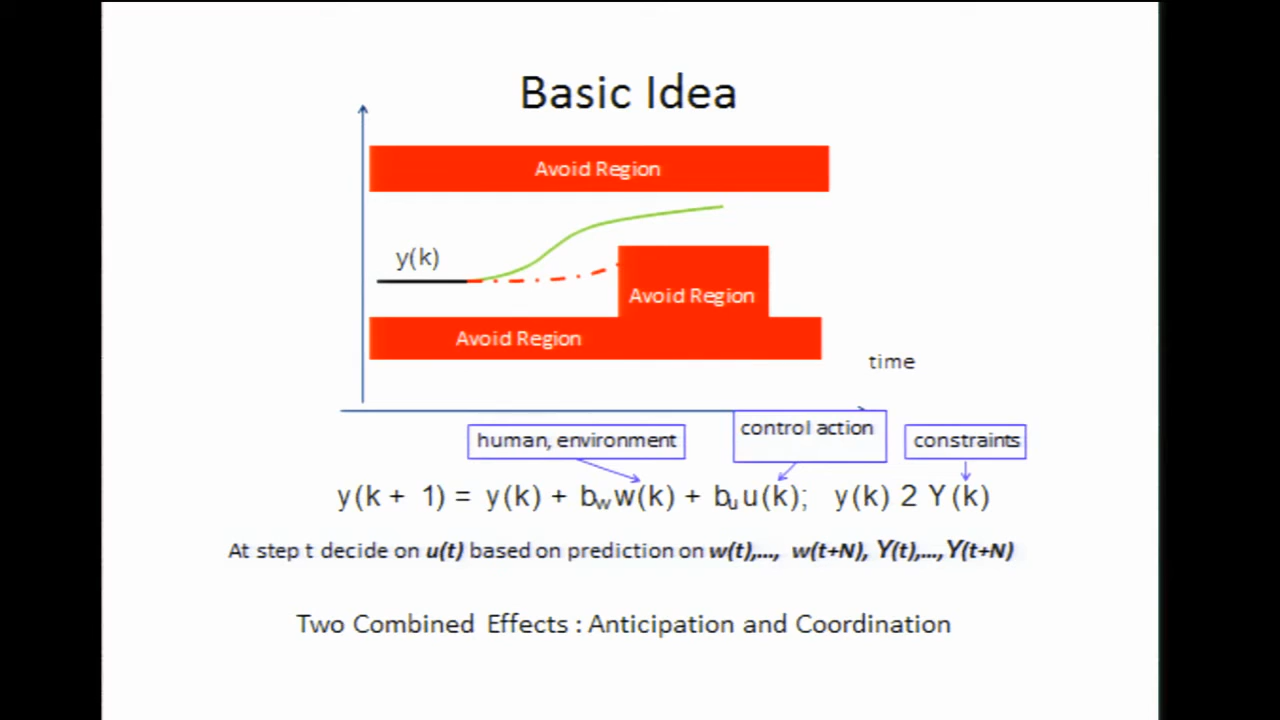 Basic Idea
Avoid Region
y(k)
Avoid Region
Avoid Region
time
human, environment
control action
constraints
y(k + 1) = y(k) + bww(k) + buu(k); y(k) 2 Y(k)
At step t decide on u(t) based on prediction on w(t),..., w(t+N), Y(t),...,Y(t+N)
Two Combined Effects : Anticipation and Coordination